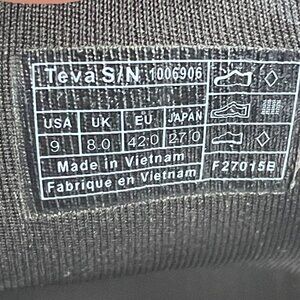 Teva S/N 1006906
USA UK EU JAPAN
9 8.0 42.0 27.0
Made in Vietnam
Fabrique en Vietnam
F27015B